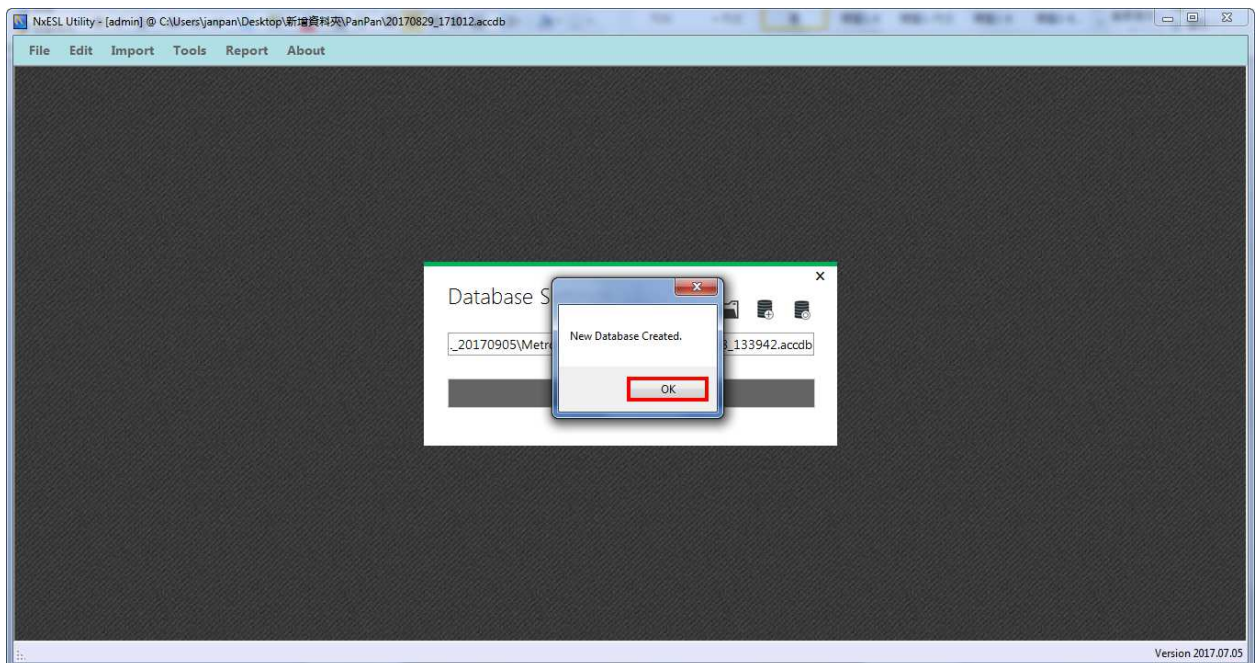 NxESL Utility - [admin] @ C:\Users\janpan\Desktop\新增資料夾\PanPan\20170829_171012.accdb
File Edit Import Tools Report About
Database S
New Database Created.
._20170905\Metr
_133942.accdb
OK
Version 2017.07.05